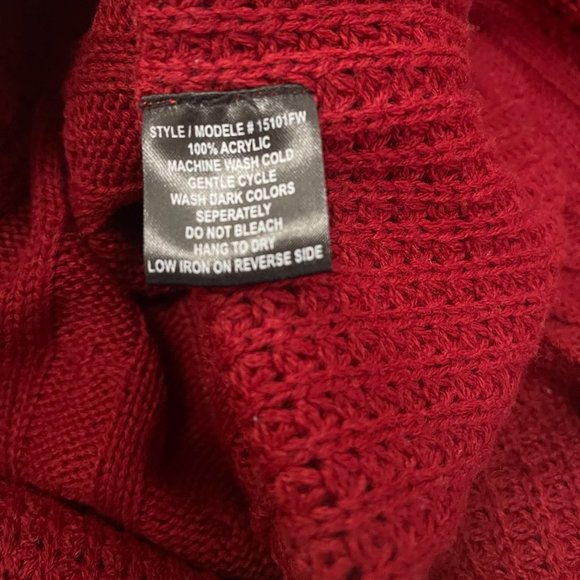 STYLE / MODELE # 15101FW
100% ACRYLIC
MACHINE WASH COLD
GENTLE CYCLE
WASH DARK COLORS
SEPERATELY
DO NOT BLEACH
HANG TO DRY
LOW IRON ON REVERSE SIDE